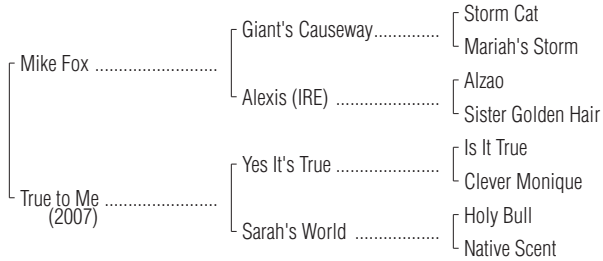 Storm Cat
Giant's Causeway..............
Mariah's Storm
Mike Fox ........................
Alzao
Alexis (IRE) ....................
Sister Golden Hair
Is It True
Yes It's True ....................
Clever Monique
True to Me ......................
(2007)
Holy Bull
Sarah's World .................
Native Scent